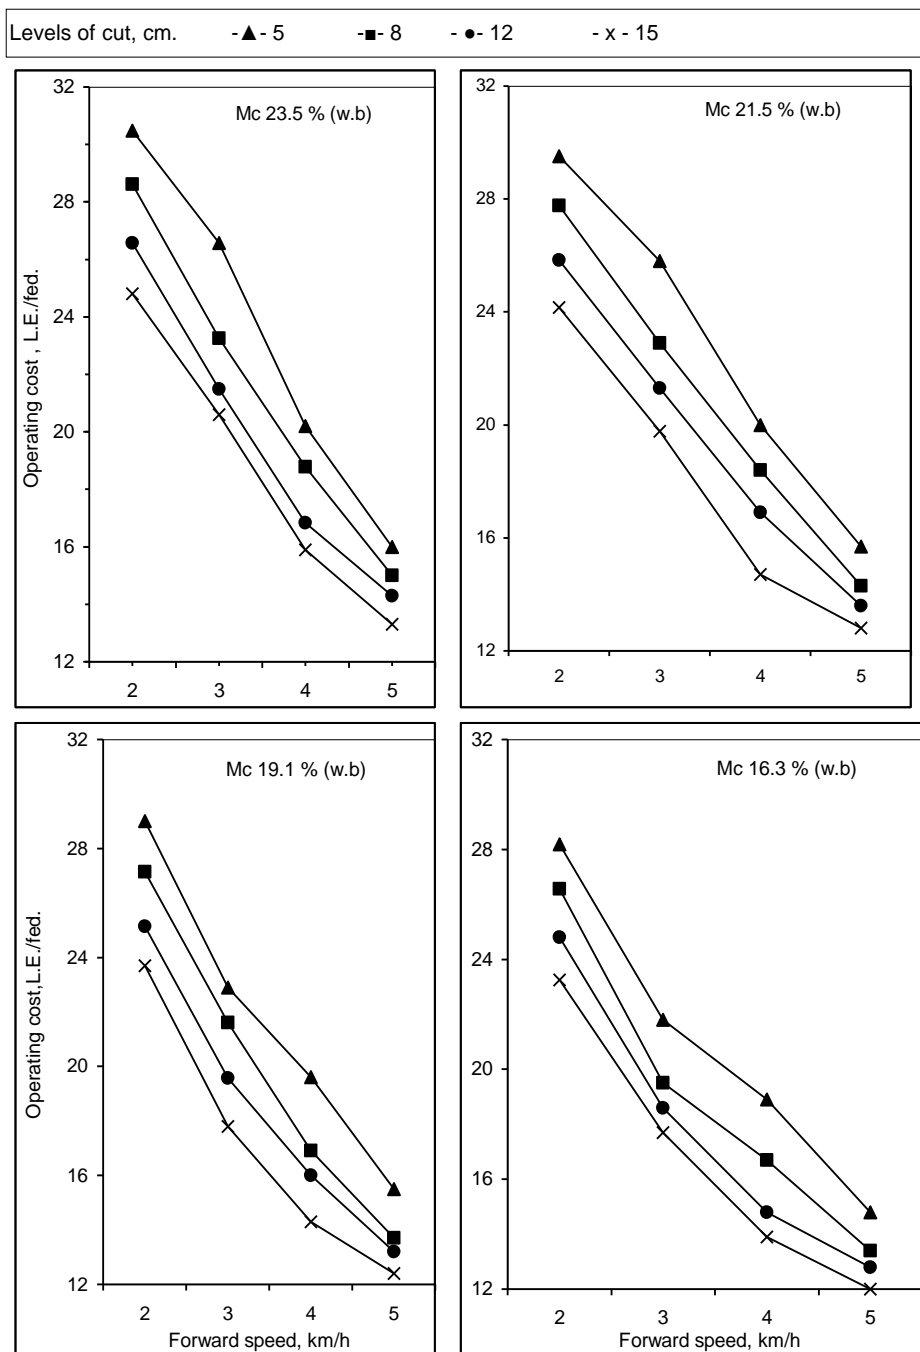 Levels of cut, cm. -▲- 5 -■- 8 - ●- 12 - x - 15
Mc 23.5 % (w.b)
Operating cost , L.E./fed.
32
28
24
20
16
12
2 3 4 5
Mc 21.5 % (w.b)
32
28
24
20
16
12
2 3 4 5
Mc 19.1 % (w.b)
Operating cost,L.E./fed.
32
28
24
20
16
12
2 3 4 5
Forward speed, km/h
Mc 16.3 % (w.b)
32
28
24
20
16
12
2 3 4 5
Forward speed, km/h